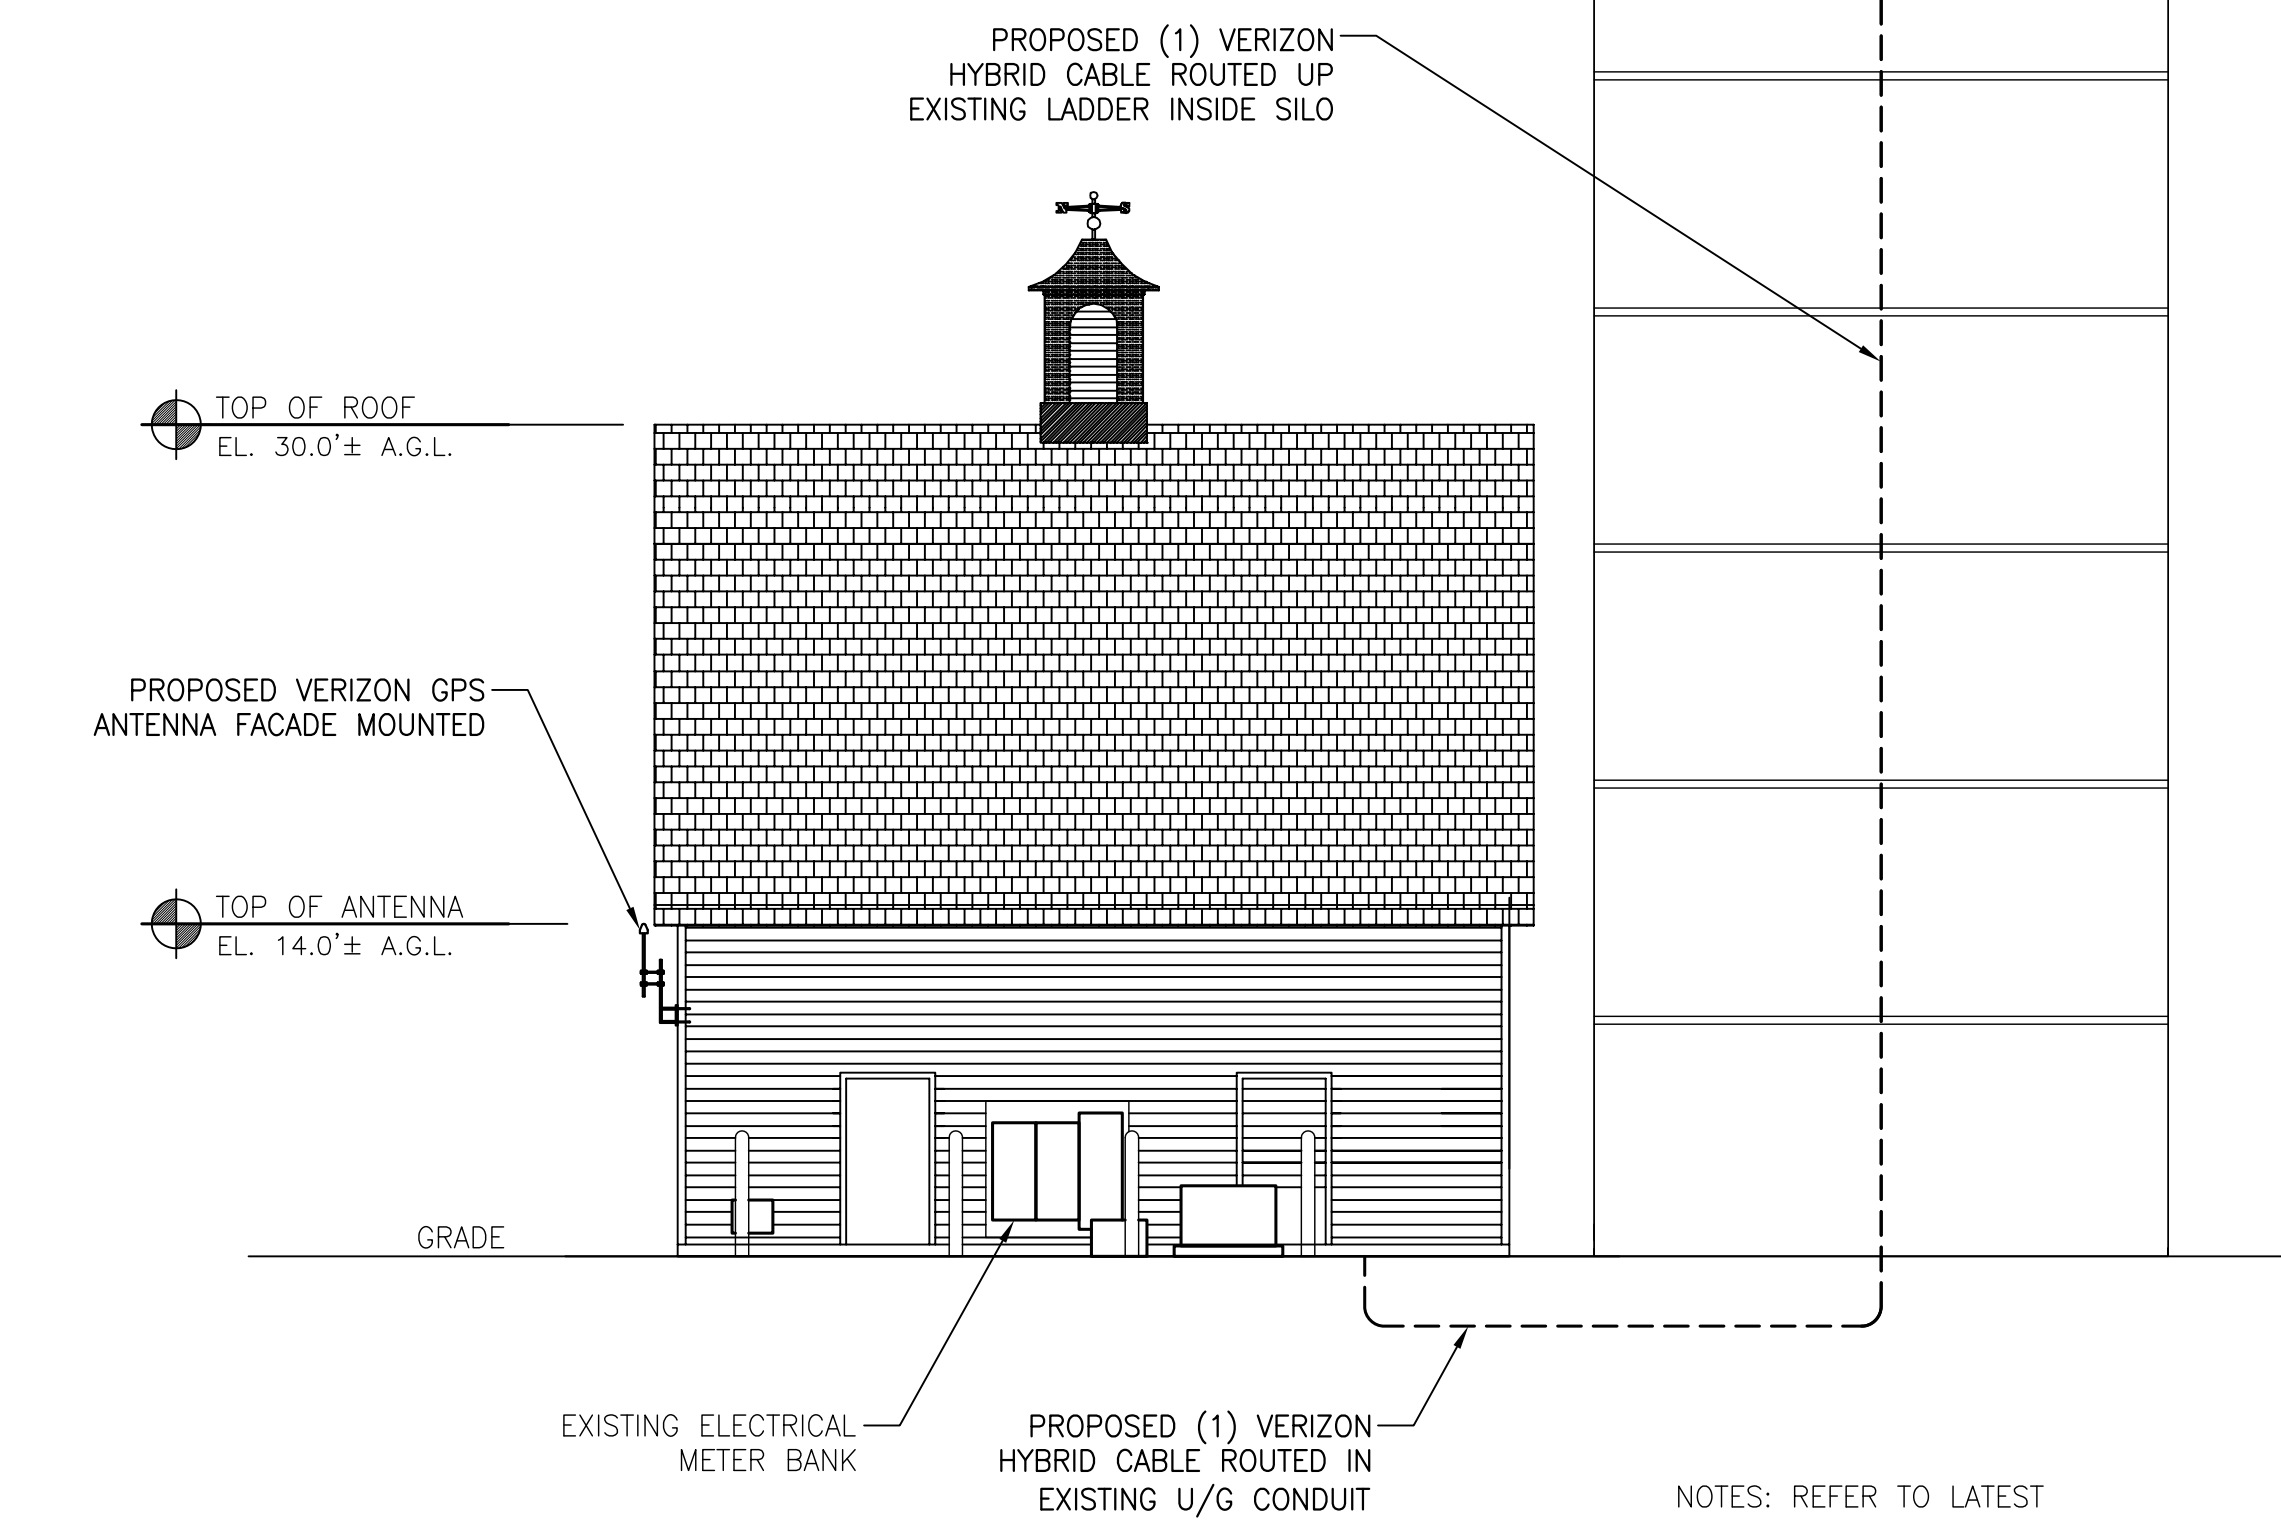 PROPOSED (1) VERIZON
HYBRID CABLE ROUTED UP
EXISTING LADDER INSIDE SILO
N S
TOP OF ROOF
EL. 30.0'± A.G.L.
PROPOSED VERIZON GPS
ANTENNA FACADE MOUNTED
TOP OF ANTENNA
EL. 14.0'± A.G.L.
GRADE
EXISTING ELECTRICAL
METER BANK
PROPOSED (1) VERIZON
HYBRID CABLE ROUTED IN
EXISTING U/G CONDUIT
NOTES: REFER TO LATEST